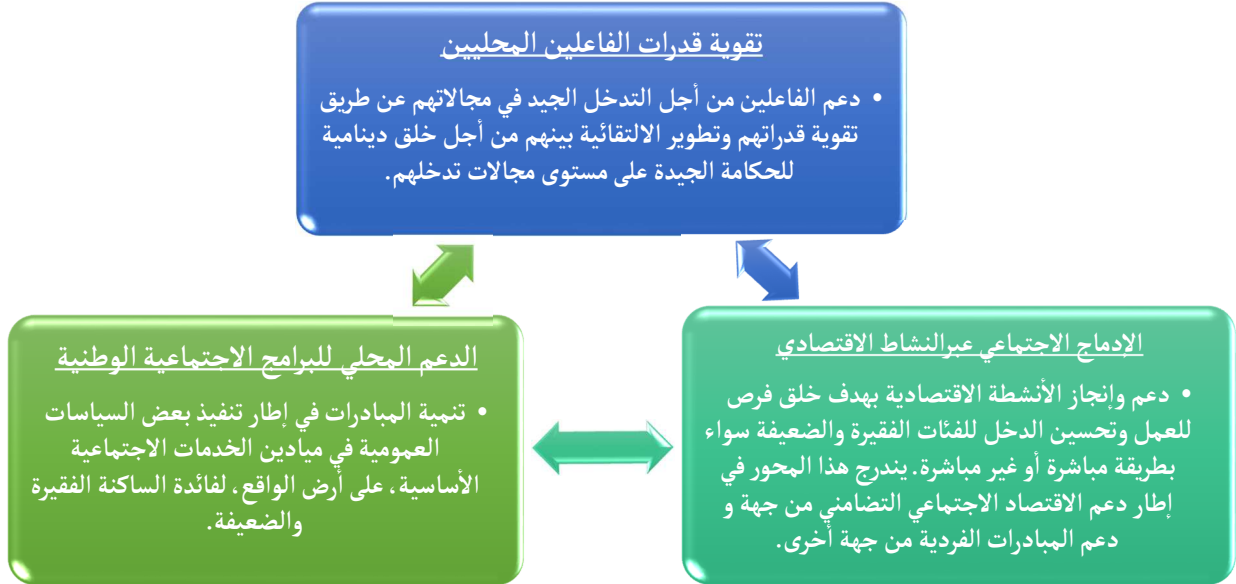 تقوية قدرات الفاعلين المحليين
• دعم الفاعلين من أجل التدخل الجيد في مجالاتهم عن طريق
تقوية قدراتهم وتطوير الالتقائية بينهم من أجل خلق دينامية
للحكامة الجيدة على مستوى مجالات تدخلهم.
الإدماج الاجتماعي عبرالنشاط الاقتصادي
• دعم وإنجاز الأنشطة الاقتصادية بهدف خلق فرص
للعمل وتحسين الدخل للفئات الفقيرة والضعيفة سواء
بطريقة مباشرة أو غير مباشرة. يندرج هذا المحور في
إطار دعم الاقتصاد الاجتماعي التضامني من جهة و
دعم المبادرات الفردية من جهة أخرى.
الدعم المحلي للبرامج الاجتماعية الوطنية
• تنمية المبادرات في إطار تنفيذ بعض السياسات
العمومية في ميادين الخدمات الاجتماعية
الأساسية، على أرض الواقع، لفائدة الساكنة الفقيرة
والضعيفة.